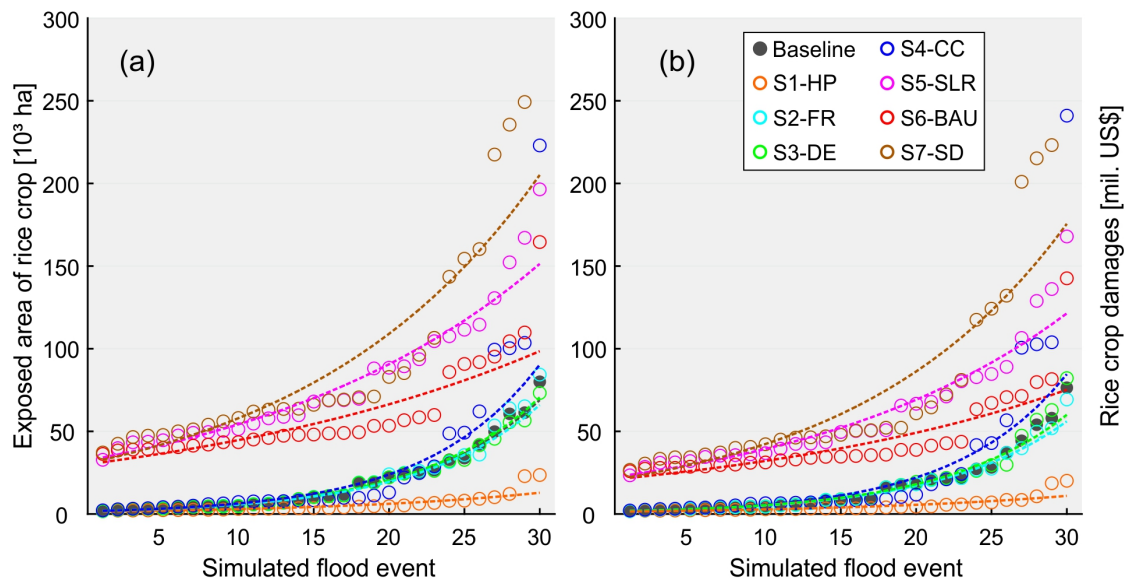 300
250
200
150
100
50
0
Exposed area of rice crop [10³ ha]
(a)
5
10
15
20
25
30
Simulated flood event
300
250
200
150
100
50
0
(b)
Baseline
S1-HP
S2-FR
S3-DE
S4-CC
S5-SLR
S6-BAU
S7-SD
5
10
15
20
25
30
Simulated flood event
Rice crop damages [mil. US$]